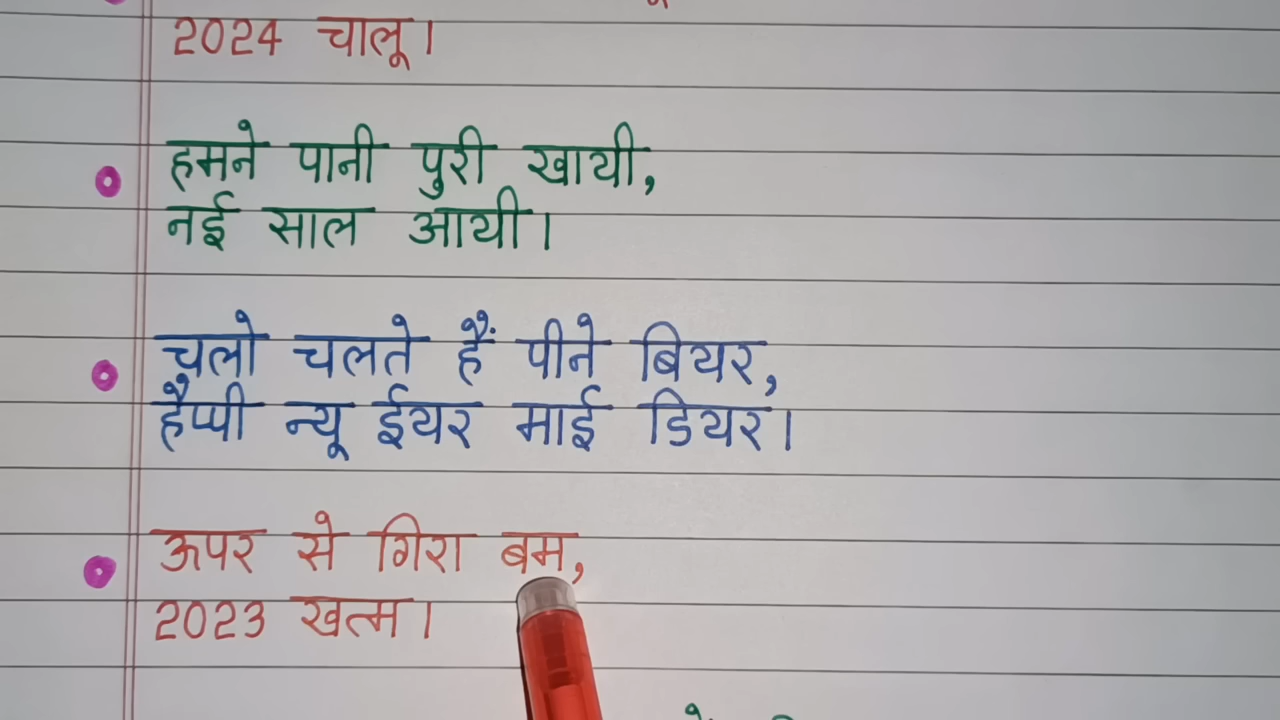 2024 चालू।
हमने पानी पुरी खायी,
नई साल आयी।
चलो चलते हैं पीने बियर,
हैप्पी न्यू ईयर माई डियर।
ऊपर से गिरा बम,
2023 खत्म।